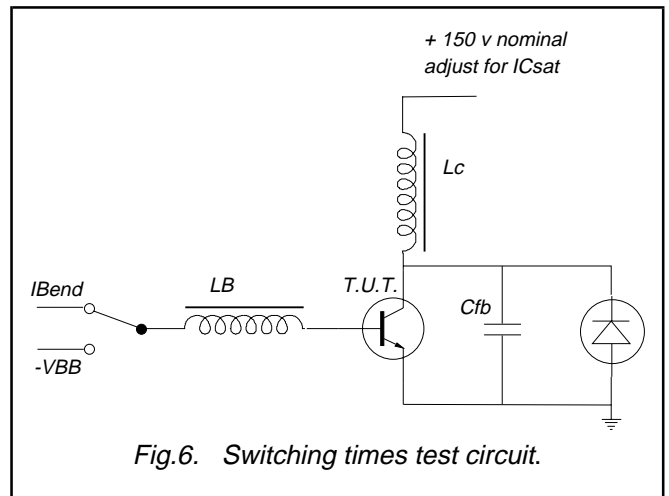 + 150 v nominal
adjust for ICsat
Lc
IBend
LB
T.U.T.
Cfb
-VBB
Fig.6. Switching times test circuit.